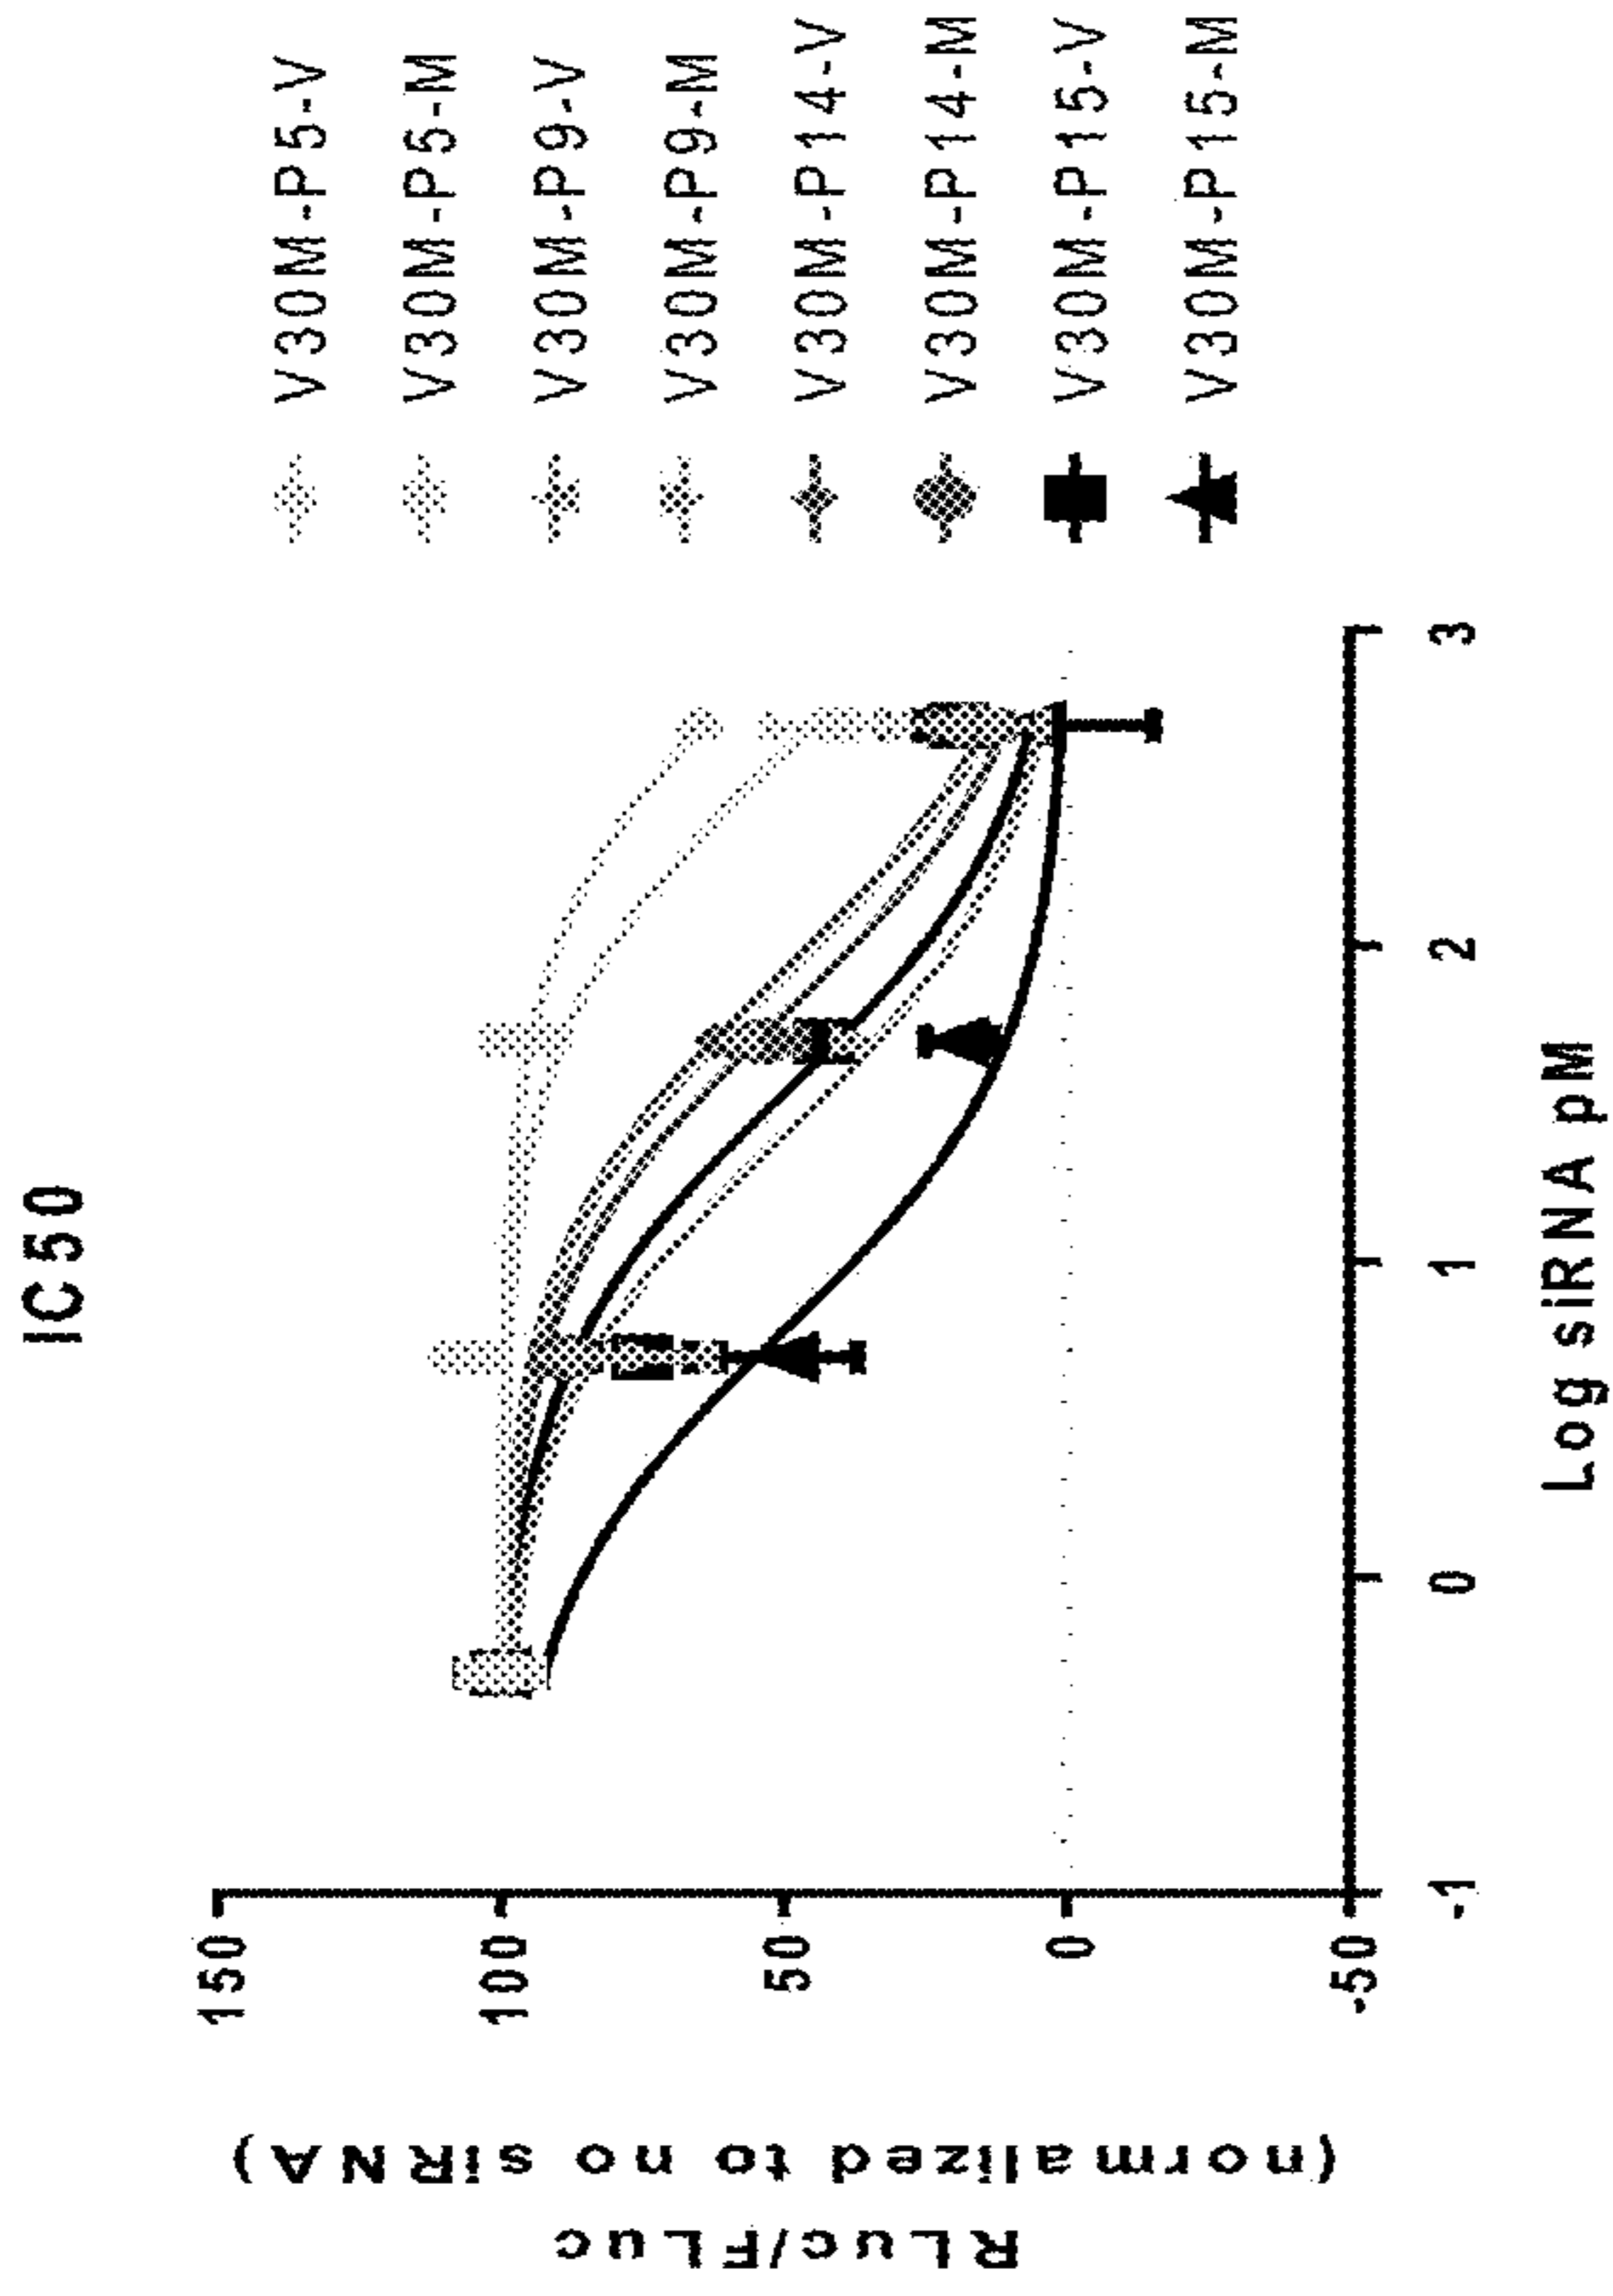 IC50
RLuc/FLuc
(normalized to no siRNA)
150
100
50
0
-50
-1
0
1
2
3
Log siRNA pM
V30M-P5-V
V30M-P5-M
V30M-P9-V
V30M-P9-M
V30M-P14-V
V30M-P14-M
V30M-P15-V
V30M-P15-M